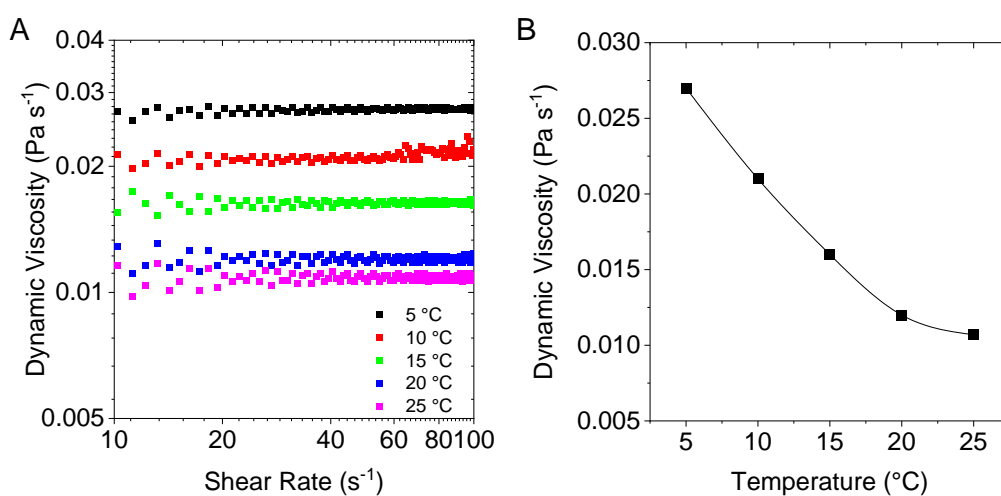 A
Dynamic Viscosity (Pa s⁻¹)
0.04
0.03
0.02
0.01
0.005
5 °C
10 °C
15 °C
20 °C
25 °C
10 20 40 60 80 100
Shear Rate (s⁻¹)
B
Dynamic Viscosity (Pa s⁻¹)
0.030
0.025
0.020
0.015
0.010
0.005
5 10 15 20 25
Temperature (°C)